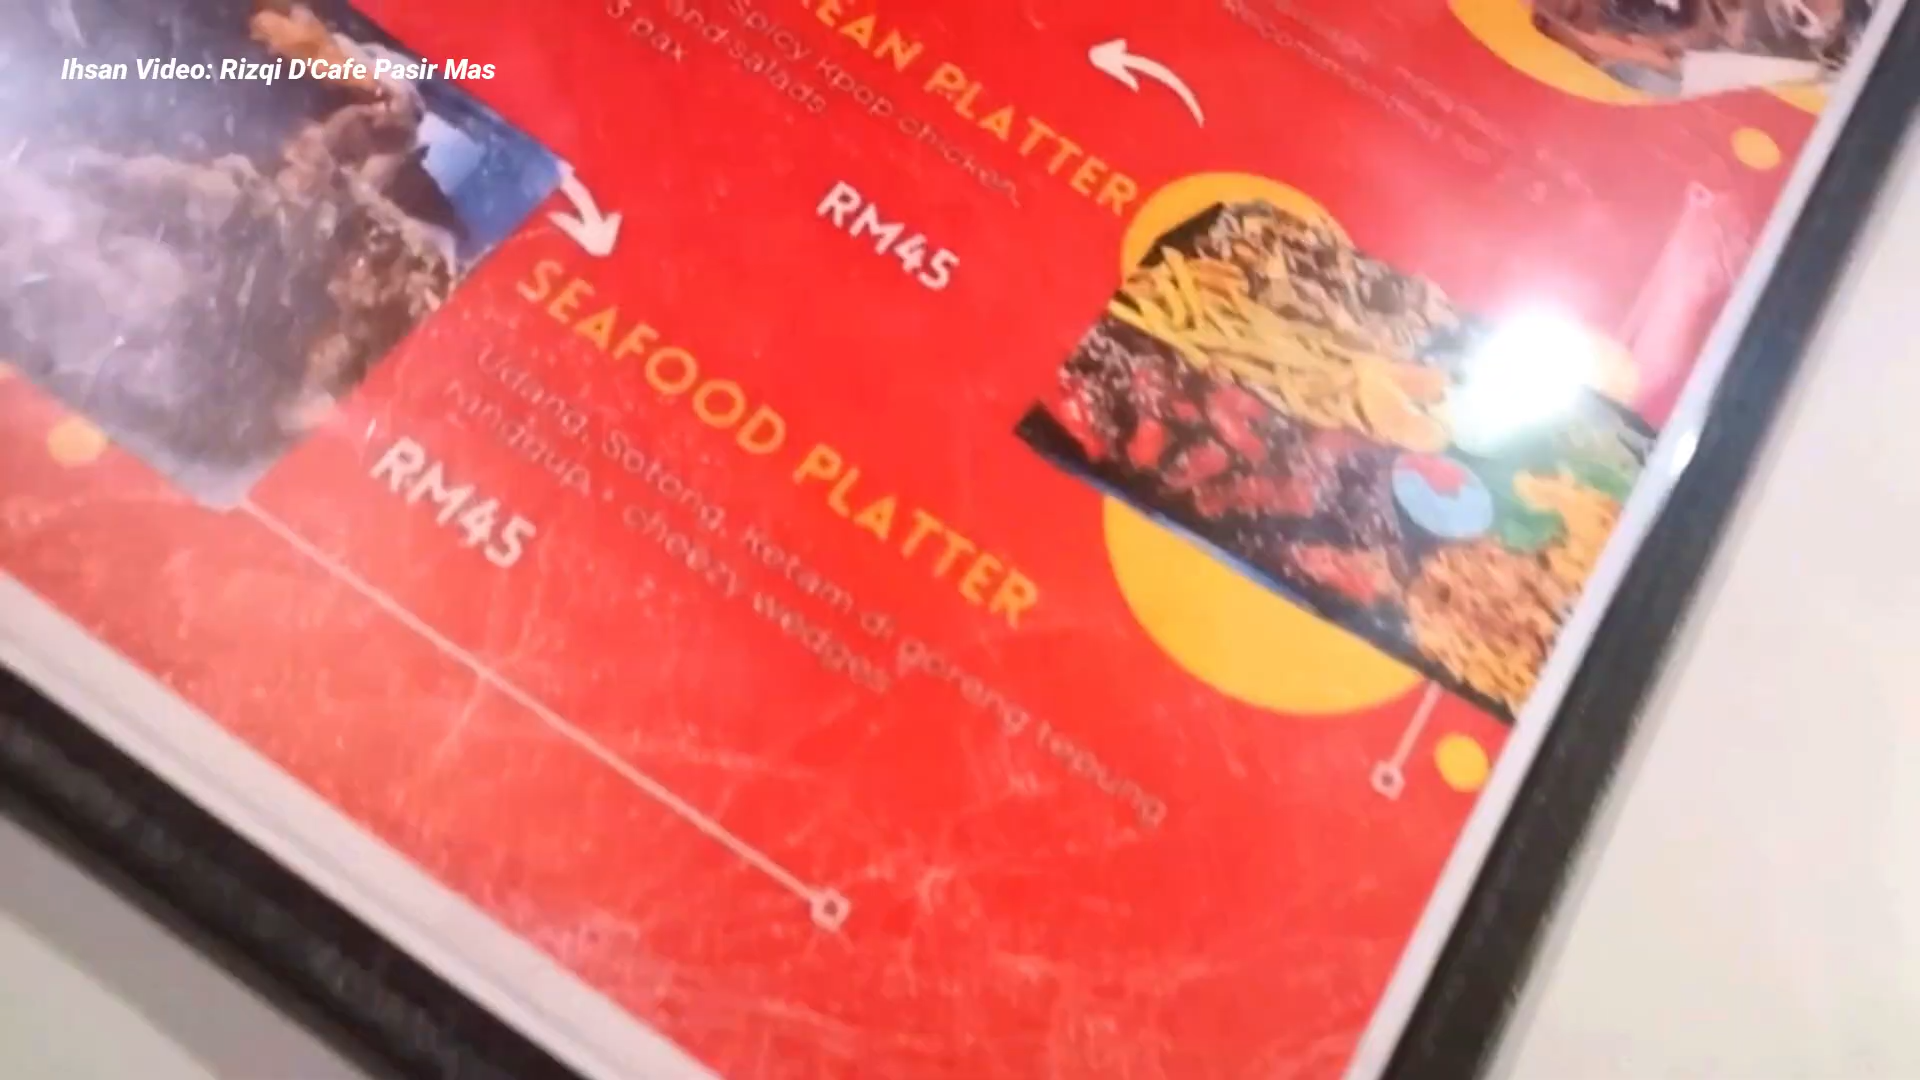 Ihsan Video: Rizqi D'Cafe Pasir Mas
EAN PLATTER
Spicy Kpop chicken,
and salads
3 pax
RM45
SEAFOOD PLATTER
Udang, Sotong, Ketam di goreng tepung
ranggup + cheezy wedges
RM45